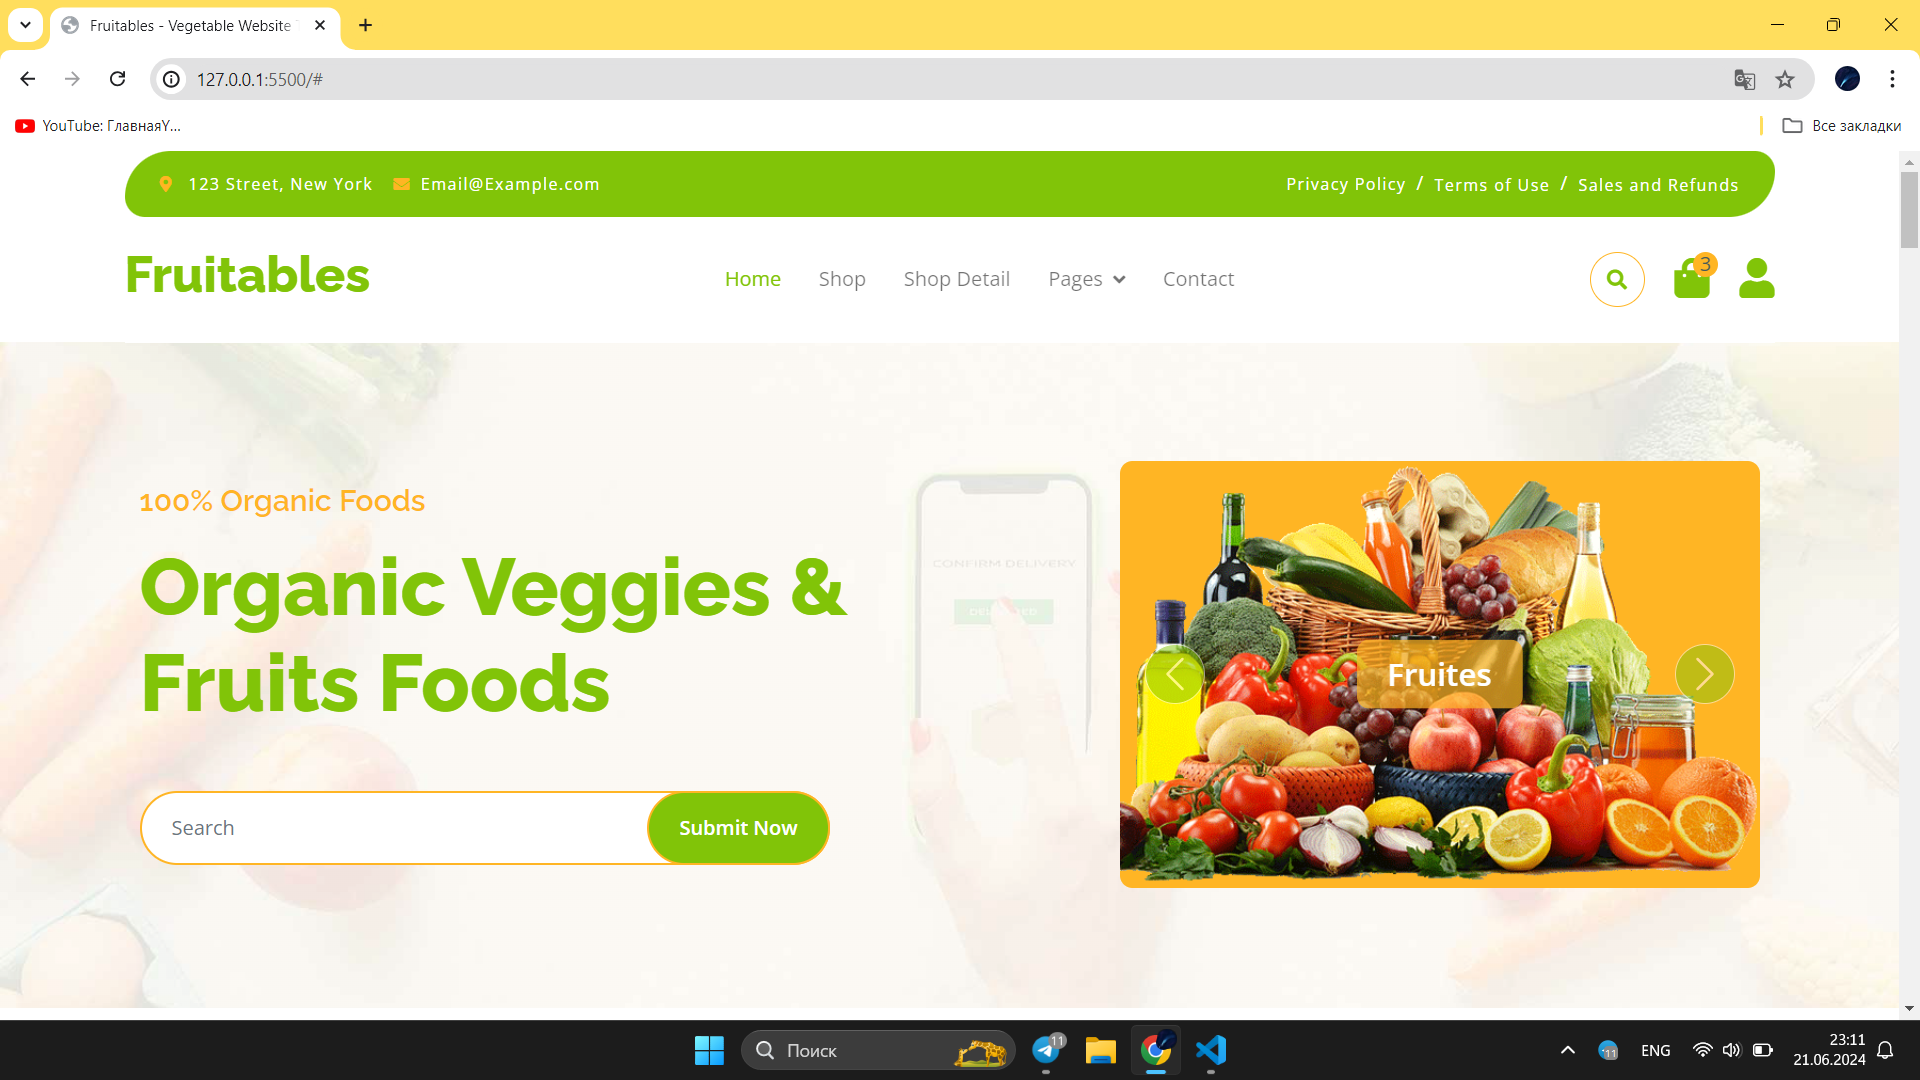 Fruitables - Vegetable Website
127.0.0.1:5500/#
YouTube: ГлавнаяY...
Все закладки
123 Street, New York Email@Example.com
Privacy Policy / Terms of Use / Sales and Refunds
Fruitables
Home Shop Shop Detail Pages Contact
3
100% Organic Foods
Organic Veggies &
Fruits Foods
CONFIRM DELIVERY
Fruites
Search
Submit Now
Поиск
11
11
ENG
23:11
21.06.2024